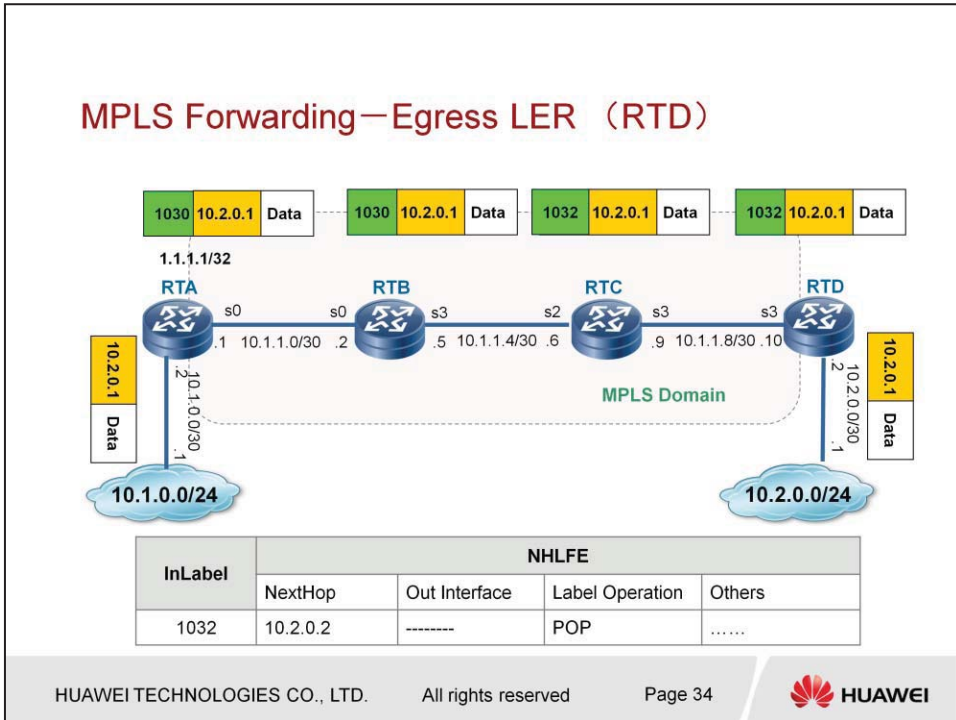 MPLS Forwarding—Egress LER （RTD）
1030 10.2.0.1 Data
1030 10.2.0.1 Data
1032 10.2.0.1 Data
1032 10.2.0.1 Data
1.1.1.1/32
RTA
RTB
RTC
RTD
s0
s0
s3
s2
s3
s3
.1
10.1.1.0/30
.2
.5
10.1.1.4/30
.6
.9
10.1.1.8/30
.10
10.2.0.1 Data
.2
10.1.0.0/30
.1
MPLS Domain
.2
10.2.0.0/30
.1
10.2.0.1 Data
10.1.0.0/24
10.2.0.0/24
InLabel
NHLFE
NextHop Out Interface Label Operation Others
1032 10.2.0.2 -------- POP ……
HUAWEI TECHNOLOGIES CO., LTD. All rights reserved Page 34 HUAWEI